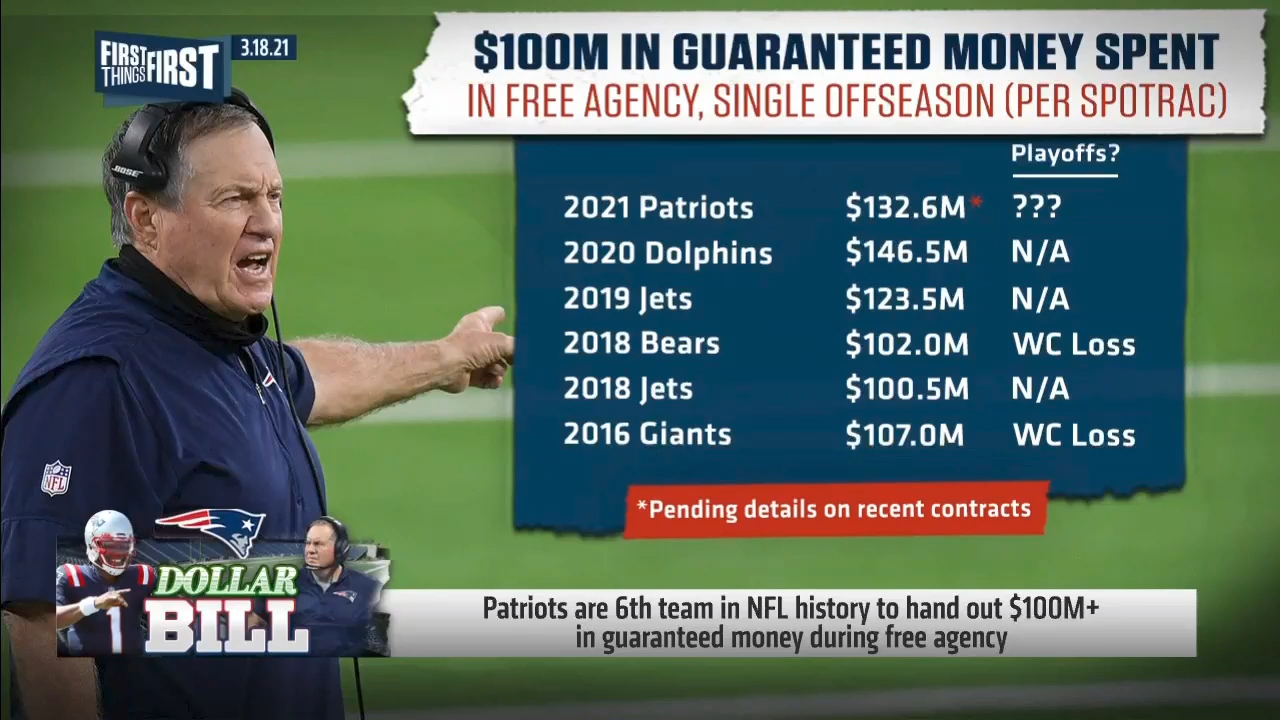 FIRST THINGS FIRST
3.18.21
$100M IN GUARANTEED MONEY SPENT
IN FREE AGENCY, SINGLE OFFSEASON (PER SPOTRAC)
Playoffs?
2021 Patriots $132.6M* ???
2020 Dolphins $146.5M N/A
2019 Jets $123.5M N/A
2018 Bears $102.0M WC Loss
2018 Jets $100.5M N/A
2016 Giants $107.0M WC Loss
*Pending details on recent contracts
BOSE
NFL
1
DOLLAR
BILL
Patriots are 6th team in NFL history to hand out $100M+
in guaranteed money during free agency